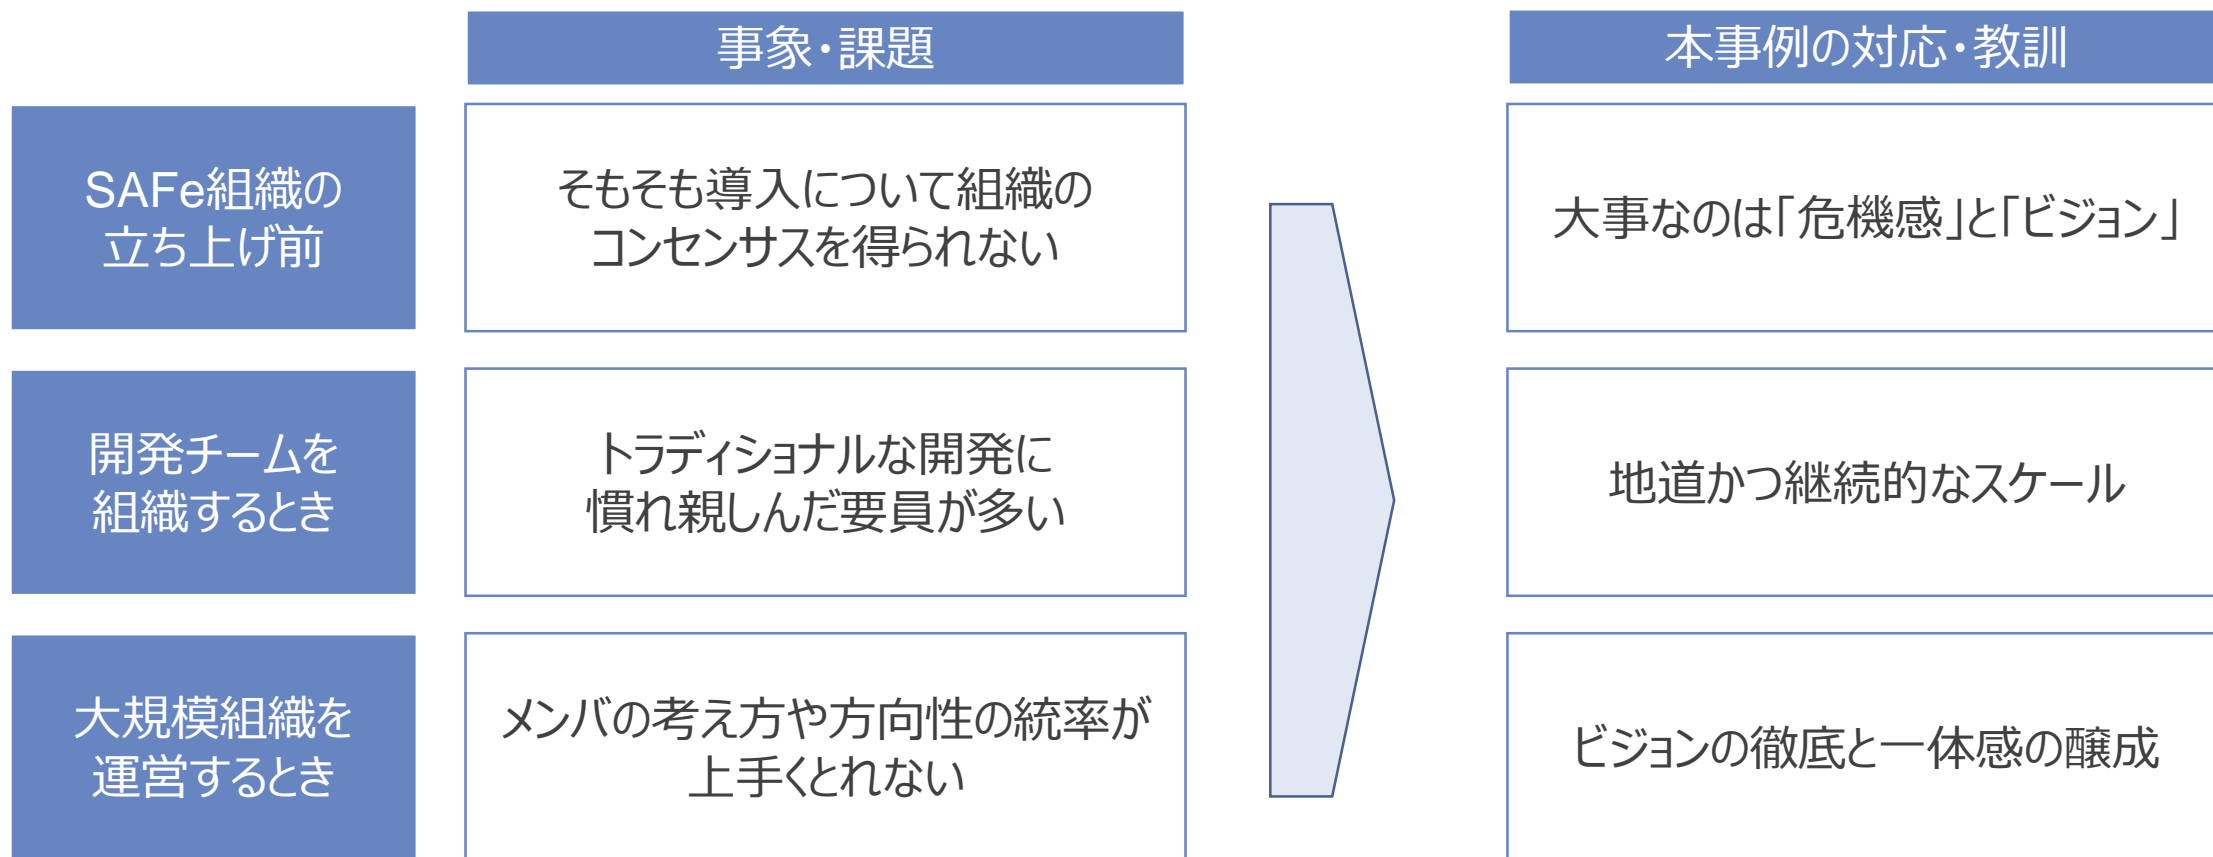 事象・課題
本事例の対応・教訓
SAFe組織の
立ち上げ前
そもそも導入について組織の
コンセンサスを得られない
大事なのは「危機感」と「ビジョン」
開発チームを
組織するとき
トラディショナルな開発に
慣れ親しんだ要員が多い
地道かつ継続的なスケール
大規模組織を
運営するとき
メンバの考え方や方向性の統率が
上手くとれない
ビジョンの徹底と一体感の醸成